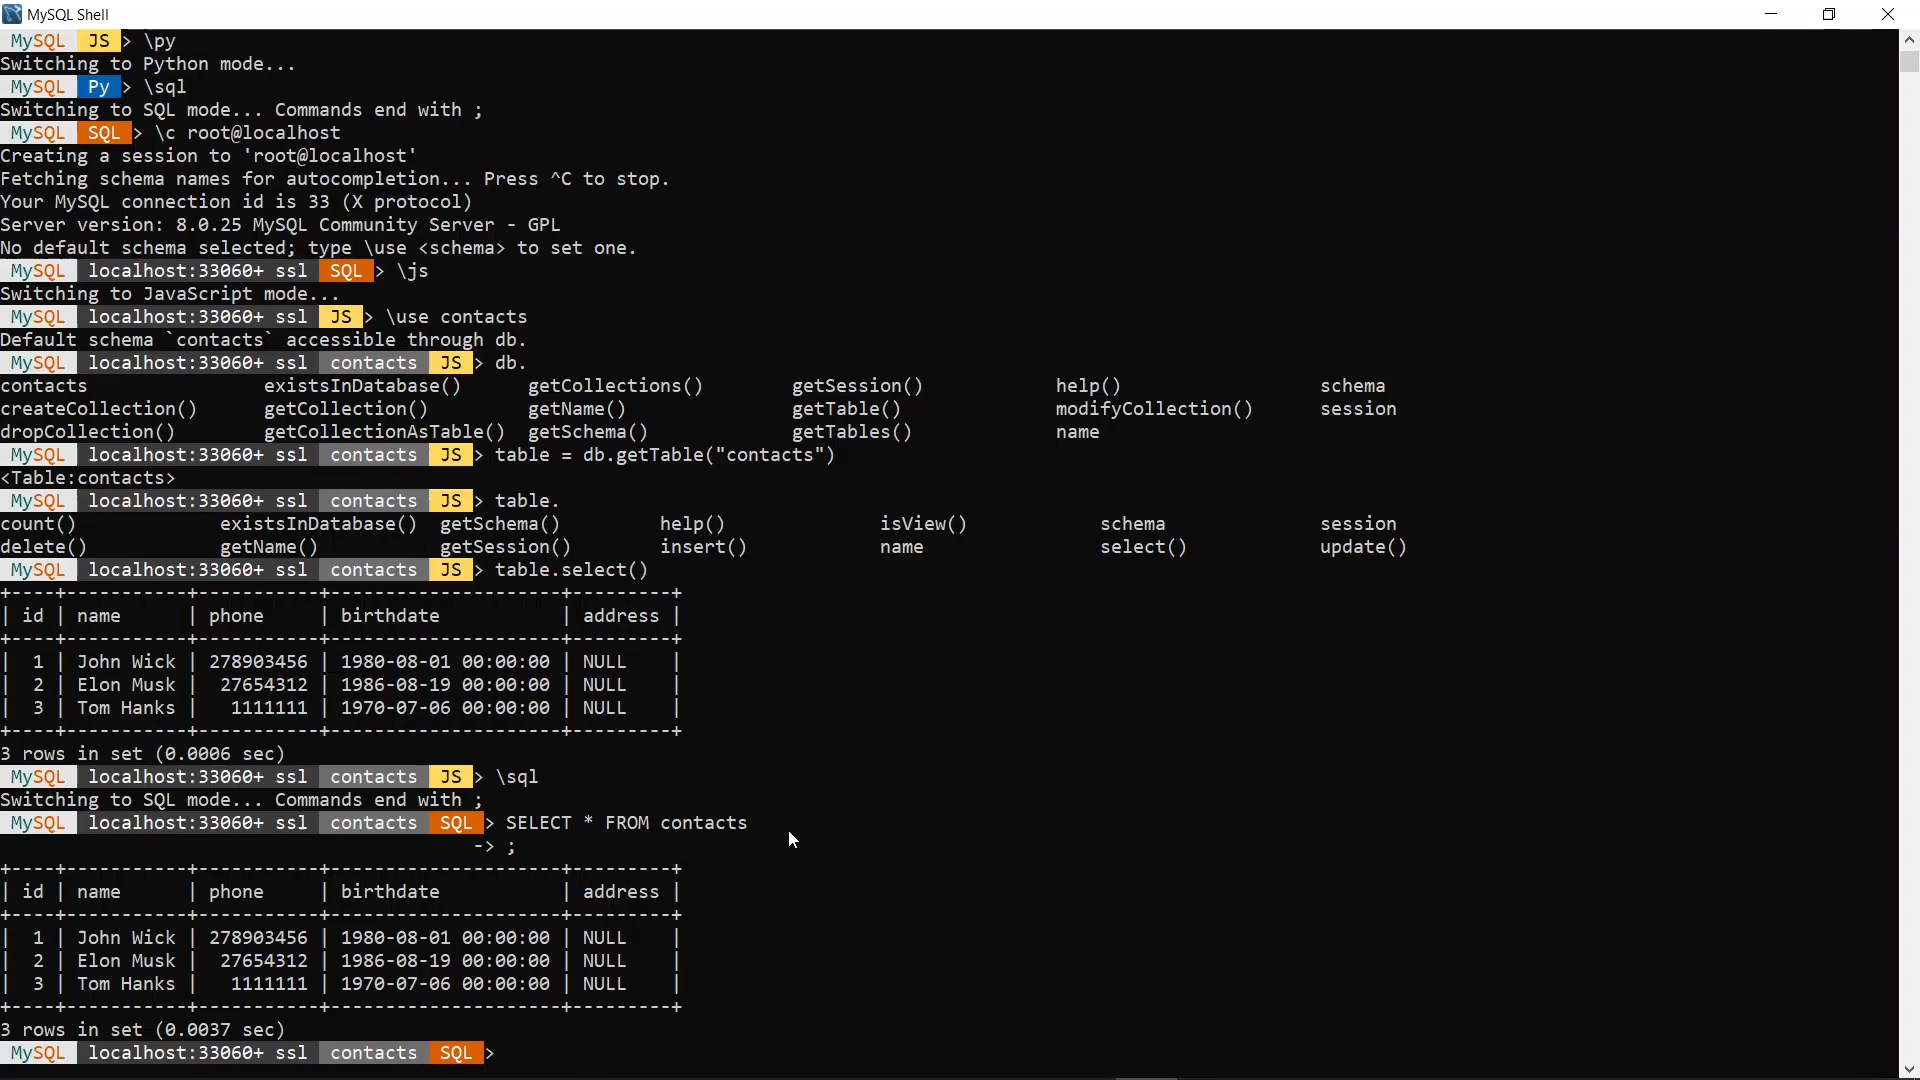 MySQL Shell
MySQL JS > \py
Switching to Python mode...
MySQL Py > \sql
Switching to SQL mode... Commands end with ;
MySQL SQL > \c root@localhost
Creating a session to 'root@localhost'
Fetching schema names for autocompletion... Press ^C to stop.
Your MySQL connection id is 33 (X protocol)
Server version: 8.0.25 MySQL Community Server - GPL
No default schema selected; type \use <schema> to set one.
MySQL localhost:33060+ ssl SQL > \js
Switching to JavaScript mode...
MySQL localhost:33060+ ssl JS > \use contacts
Default schema `contacts` accessible through db.
MySQL localhost:33060+ ssl contacts JS > db.
contacts existsInDatabase() getCollections() getSession() help() schema
createCollection() getCollection() getName() getTable() modifyCollection() session
dropCollection() getCollectionAsTable() getSchema() getTables() name
MySQL localhost:33060+ ssl contacts JS > table = db.getTable("contacts")
<Table:contacts>
MySQL localhost:33060+ ssl contacts JS > table.
count() existsInDatabase() getSchema() help() isView() schema session
delete() getName() getSession() insert() name select() update()
MySQL localhost:33060+ ssl contacts JS > table.select()
+----+-----------+-----------+---------------------+---------+
| id | name | phone | birthdate | address |
+----+-----------+-----------+---------------------+---------+
| 1 | John Wick | 278903456 | 1980-08-01 00:00:00 | NULL |
| 2 | Elon Musk | 27654312 | 1986-08-19 00:00:00 | NULL |
| 3 | Tom Hanks | 1111111 | 1970-07-06 00:00:00 | NULL |
+----+-----------+-----------+---------------------+---------+
3 rows in set (0.0006 sec)
MySQL localhost:33060+ ssl contacts JS > \sql
Switching to SQL mode... Commands end with ;
MySQL localhost:33060+ ssl contacts SQL > SELECT * FROM contacts
-> ;
+----+-----------+-----------+---------------------+---------+
| id | name | phone | birthdate | address |
+----+-----------+-----------+---------------------+---------+
| 1 | John Wick | 278903456 | 1980-08-01 00:00:00 | NULL |
| 2 | Elon Musk | 27654312 | 1986-08-19 00:00:00 | NULL |
| 3 | Tom Hanks | 1111111 | 1970-07-06 00:00:00 | NULL |
+----+-----------+-----------+---------------------+---------+
3 rows in set (0.0037 sec)
MySQL localhost:33060+ ssl contacts SQL >